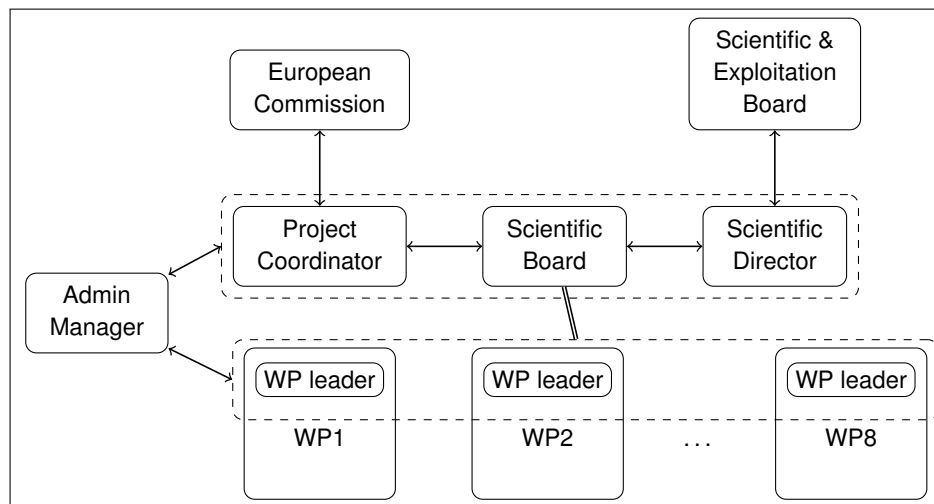 European
Commission
Scientific &
Exploitation
Board
Project
Coordinator
Scientific
Board
Scientific
Director
Admin
Manager
WP leader
WP leader
WP leader
WP1
WP2
...
WP8